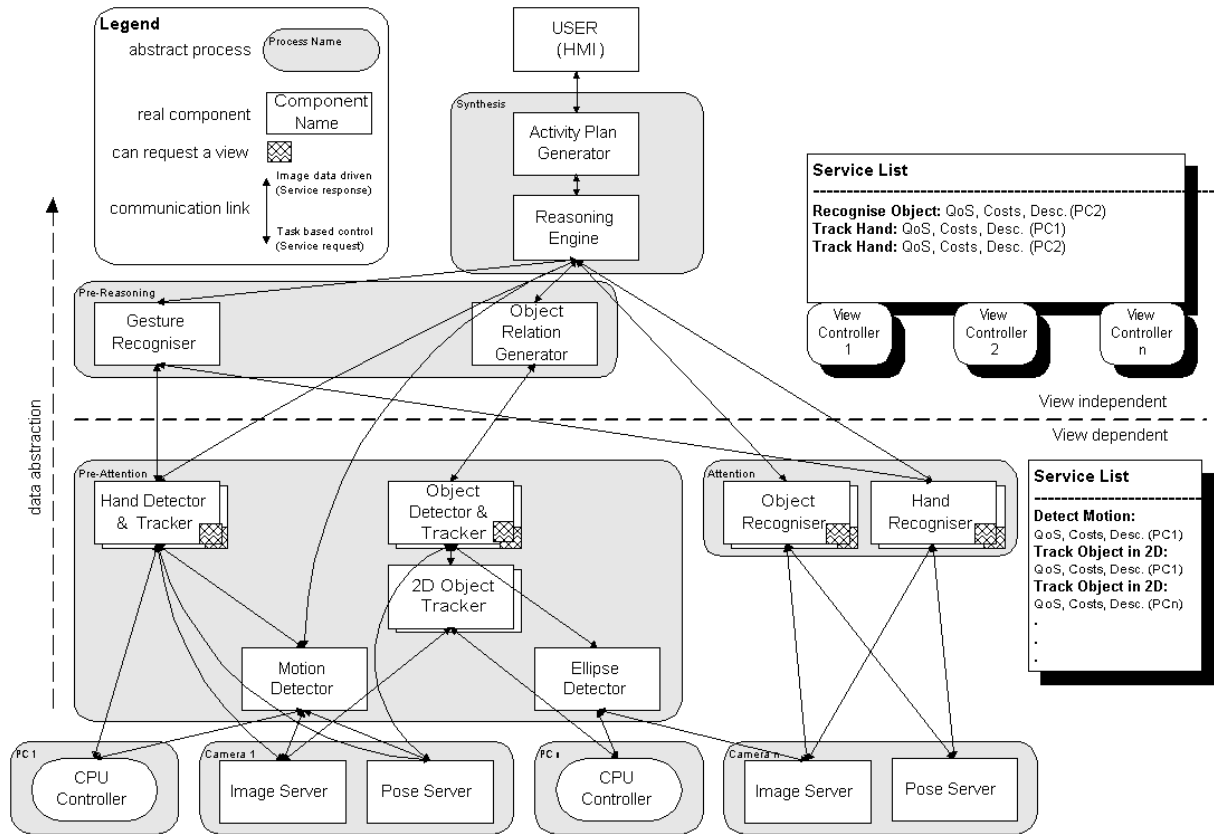 Legend
abstract process
Process Name
real component
Component
Name
can request a view
Image data driven
(Service response)
communication link
Task based control
(Service request)
USER
(HMI)
Synthesis
Activity Plan
Generator
Reasoning
Engine
Service List
Recognise Object: QoS, Costs, Desc.(PC2)
Track Hand: QoS, Costs, Desc. (PC1)
Track Hand: QoS, Costs, Desc. (PC2)
View
Controller
1
View
Controller
2
View
Controller
n
Pre-Reasoning
Gesture
Recogniser
Object
Relation
Generator
data abstraction
View independent
View dependent
Pre-Attention
Hand Detector
& Tracker
Object
Detector &
Tracker
2D Object
Tracker
Motion
Detector
Ellipse
Detector
Attention
Object
Recogniser
Hand
Recogniser
Service List
Detect Motion:
QoS, Costs, Desc. (PC1)
Track Object in 2D:
QoS, Costs, Desc. (PC1)
Track Object in 2D:
QoS, Costs, Desc. (PCn)
.
.
.
PC 1
CPU
Controller
Camera 1
Image Server
Pose Server
PC n
CPU
Controller
Camera n
Image Server
Pose Server